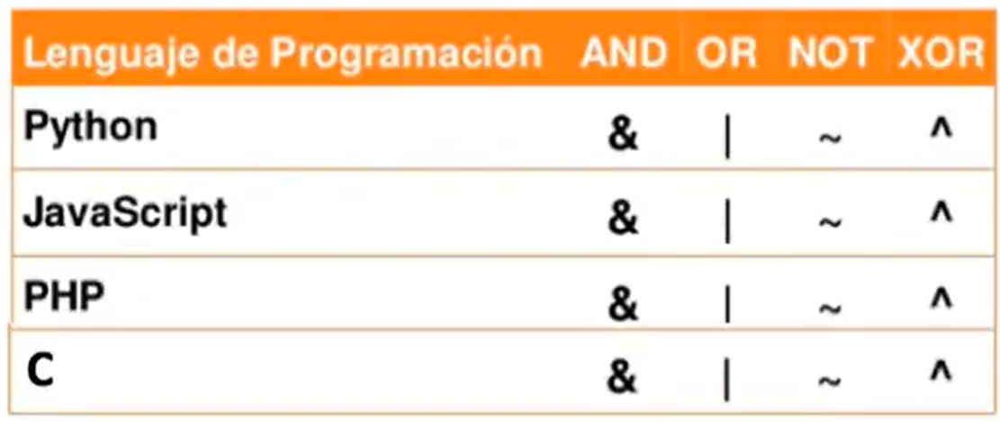 Lenguaje de Programación AND OR NOT XOR
Python & | ~ ^
JavaScript & | ~ ^
PHP & | ~ ^
C & | ~ ^